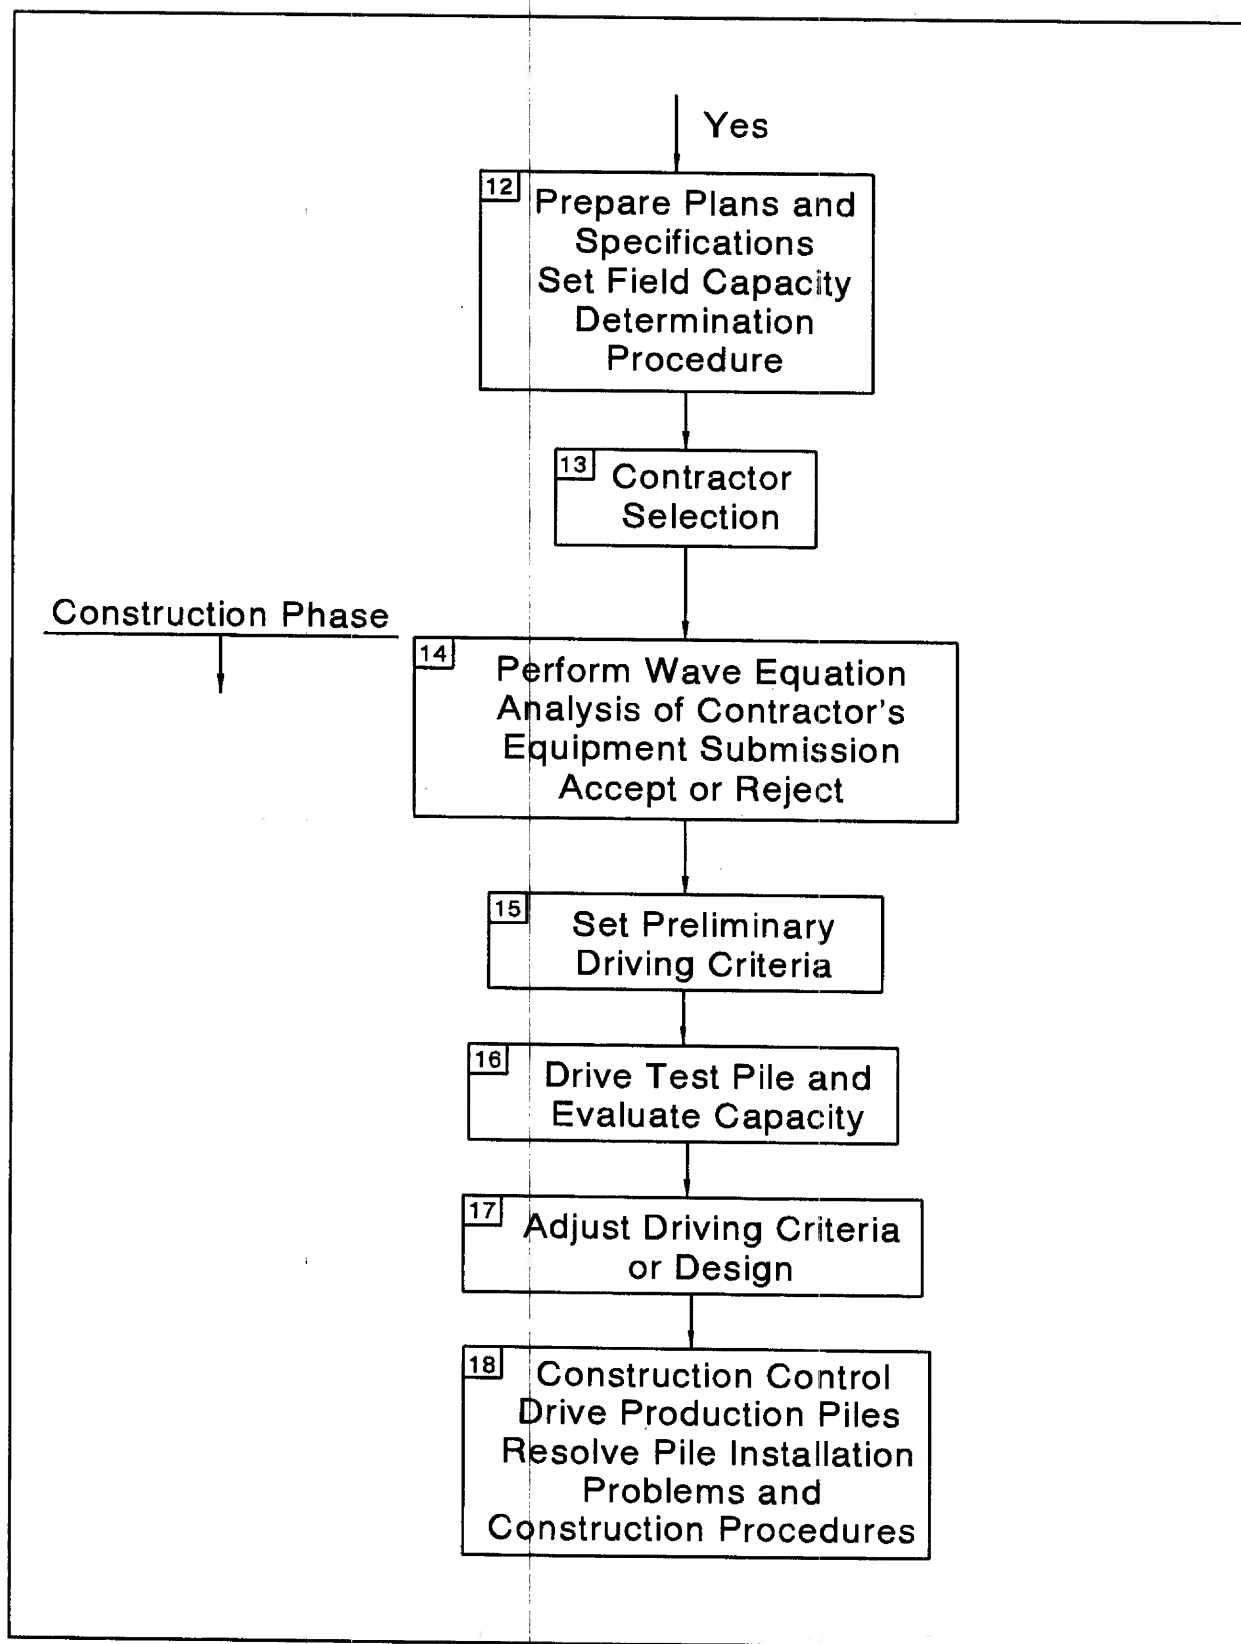 Yes
12
Prepare Plans and
Specifications
Set Field Capacity
Determination
Procedure
13
Contractor
Selection
Construction Phase
14
Perform Wave Equation
Analysis of Contractor's
Equipment Submission
Accept or Reject
15
Set Preliminary
Driving Criteria
16
Drive Test Pile and
Evaluate Capacity
17
Adjust Driving Criteria
or Design
18
Construction Control
Drive Production Piles
Resolve Pile Installation
Problems and
Construction Procedures